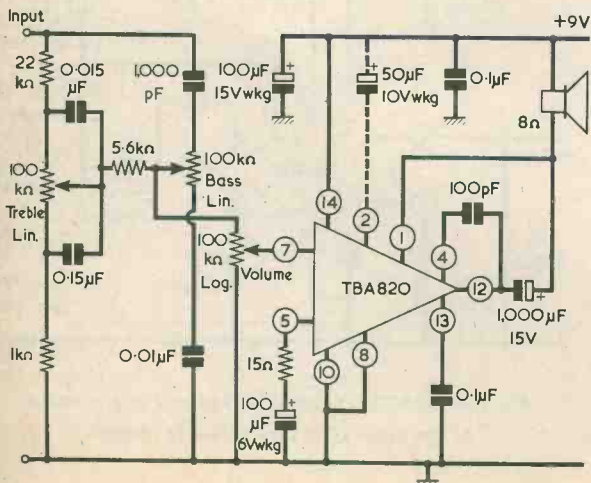 Input
+9V
22
kΩ
0.015
μF
1,000
pF
100μF
15Vwkg
50μF
10Vwkg
0.1μF
8Ω
5.6kΩ
100kΩ
Bass
Lin.
100
kΩ
Treble
Lin.
100pF
14
2
1
4
100
kΩ
Log.
Volume
7
TBA820
12
0.15μF
5
13
1,000μF
15V
8
10
1kΩ
0.01μF
15Ω
100
μF
6Vwkg
0.1μF